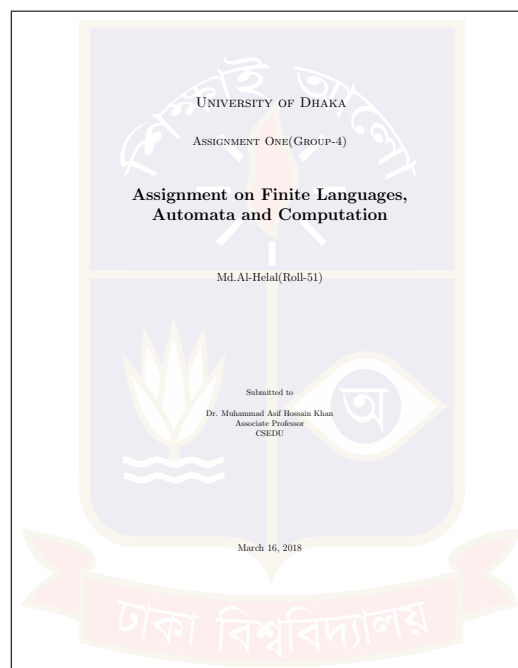 শিক্ষাই আলো
University of Dhaka
Assignment One(Group-4)
Assignment on Finite Languages,
Automata and Computation
Md.Al-Helal(Roll-51)
Submitted to
Dr. Muhammad Asif Hossain Khan
Associate Professor
CSEDU
অ
March 16, 2018
ঢাকা বিশ্ববিদ্যালয়